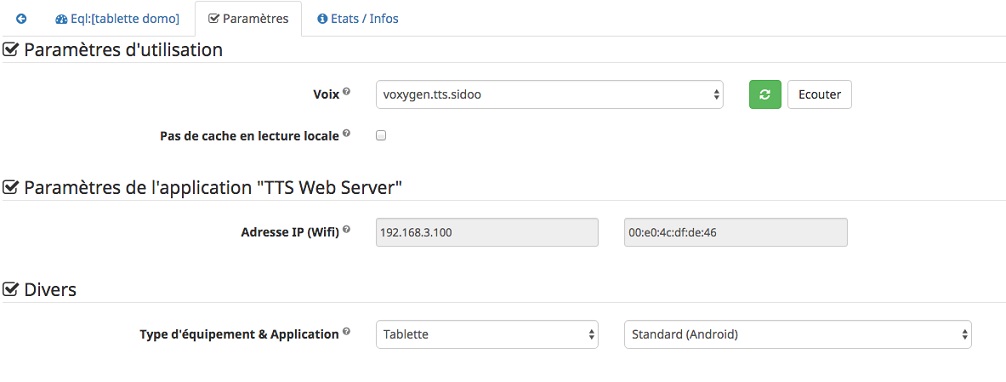 Eql:[tablette domo] Paramètres Etats / Infos
Paramètres d'utilisation
Voix voxygen.tts.sidoo Ecouter
Pas de cache en lecture locale
Paramètres de l'application "TTS Web Server"
Adresse IP (Wifi) 192.168.3.100 00:e0:4c:df:de:46
Divers
Type d'équipement & Application Tablette Standard (Android)